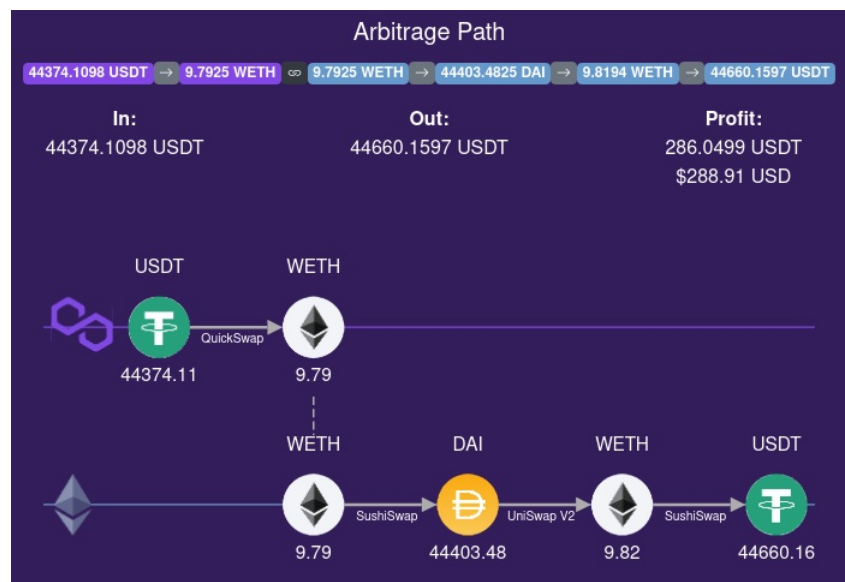 Arbitrage Path
44374.1098 USDT → 9.7925 WETH 9.7925 WETH → 44403.4825 DAI → 9.8194 WETH → 44660.1597 USDT
In: Out: Profit:
44374.1098 USDT 44660.1597 USDT 286.0499 USDT
$288.91 USD
USDT WETH
QuickSwap
44374.11 9.79
WETH DAI WETH USDT
SushiSwap UniSwap V2 SushiSwap
9.79 44403.48 9.82 44660.16